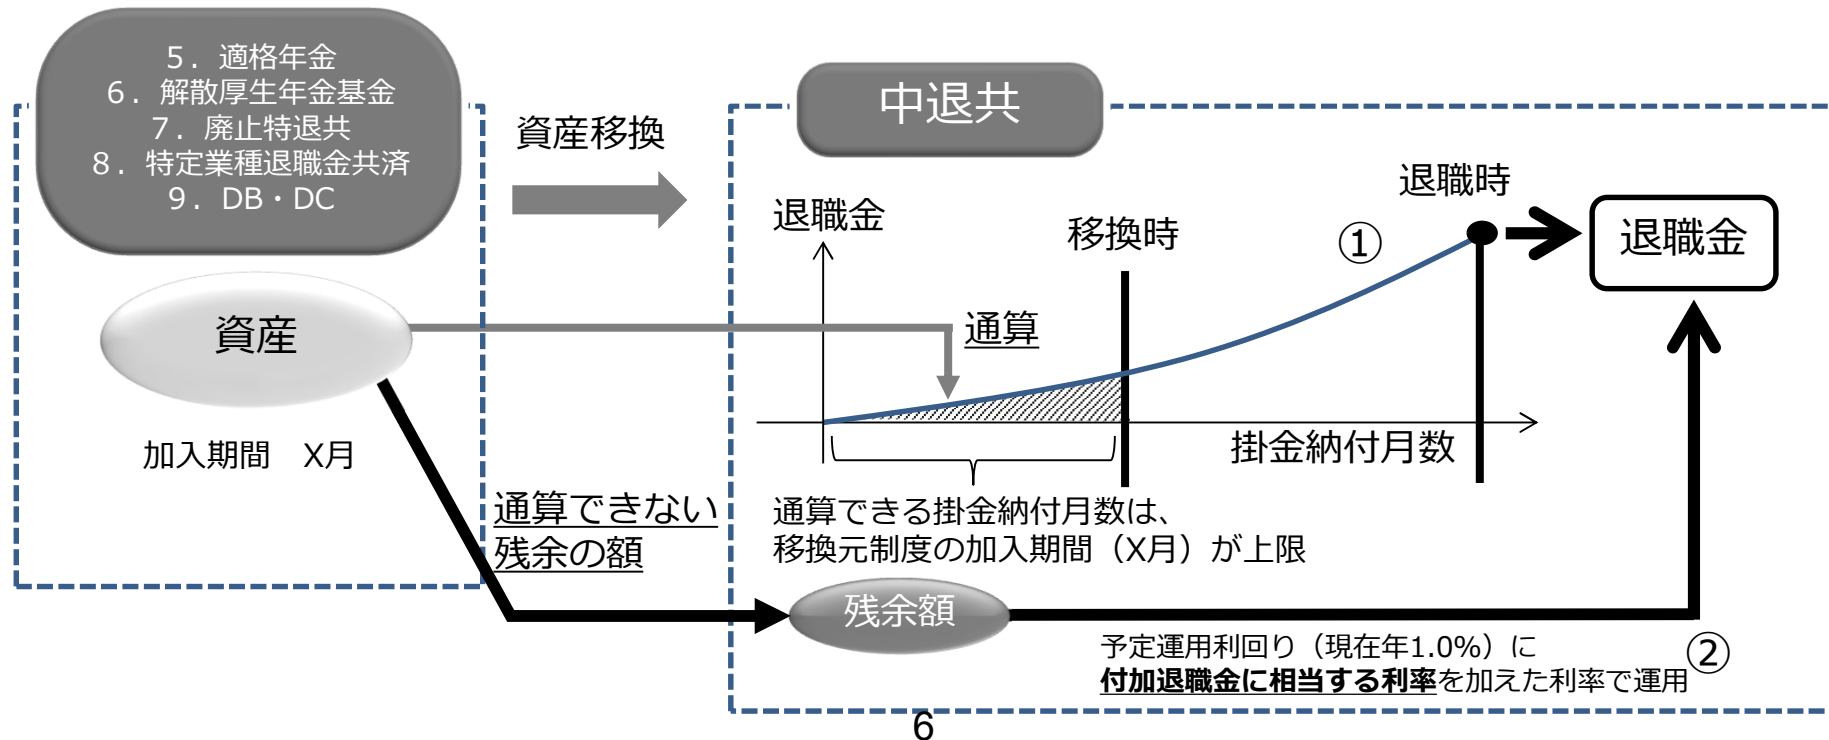 ５．適格年金
６．解散厚生年金基金
７．廃止特退共
８．特定業種退職金共済
９．DB・DC
資産
加入期間　X月
資産移換
通算できない
残余の額
中退共
退職金
移換時
①
退職時
退職金
通算
掛金納付月数
通算できる掛金納付月数は、
移換元制度の加入期間（X月）が上限
残余額
予定運用利回り（現在年1.0%）に
付加退職金に相当する利率を加えた利率で運用
②
6